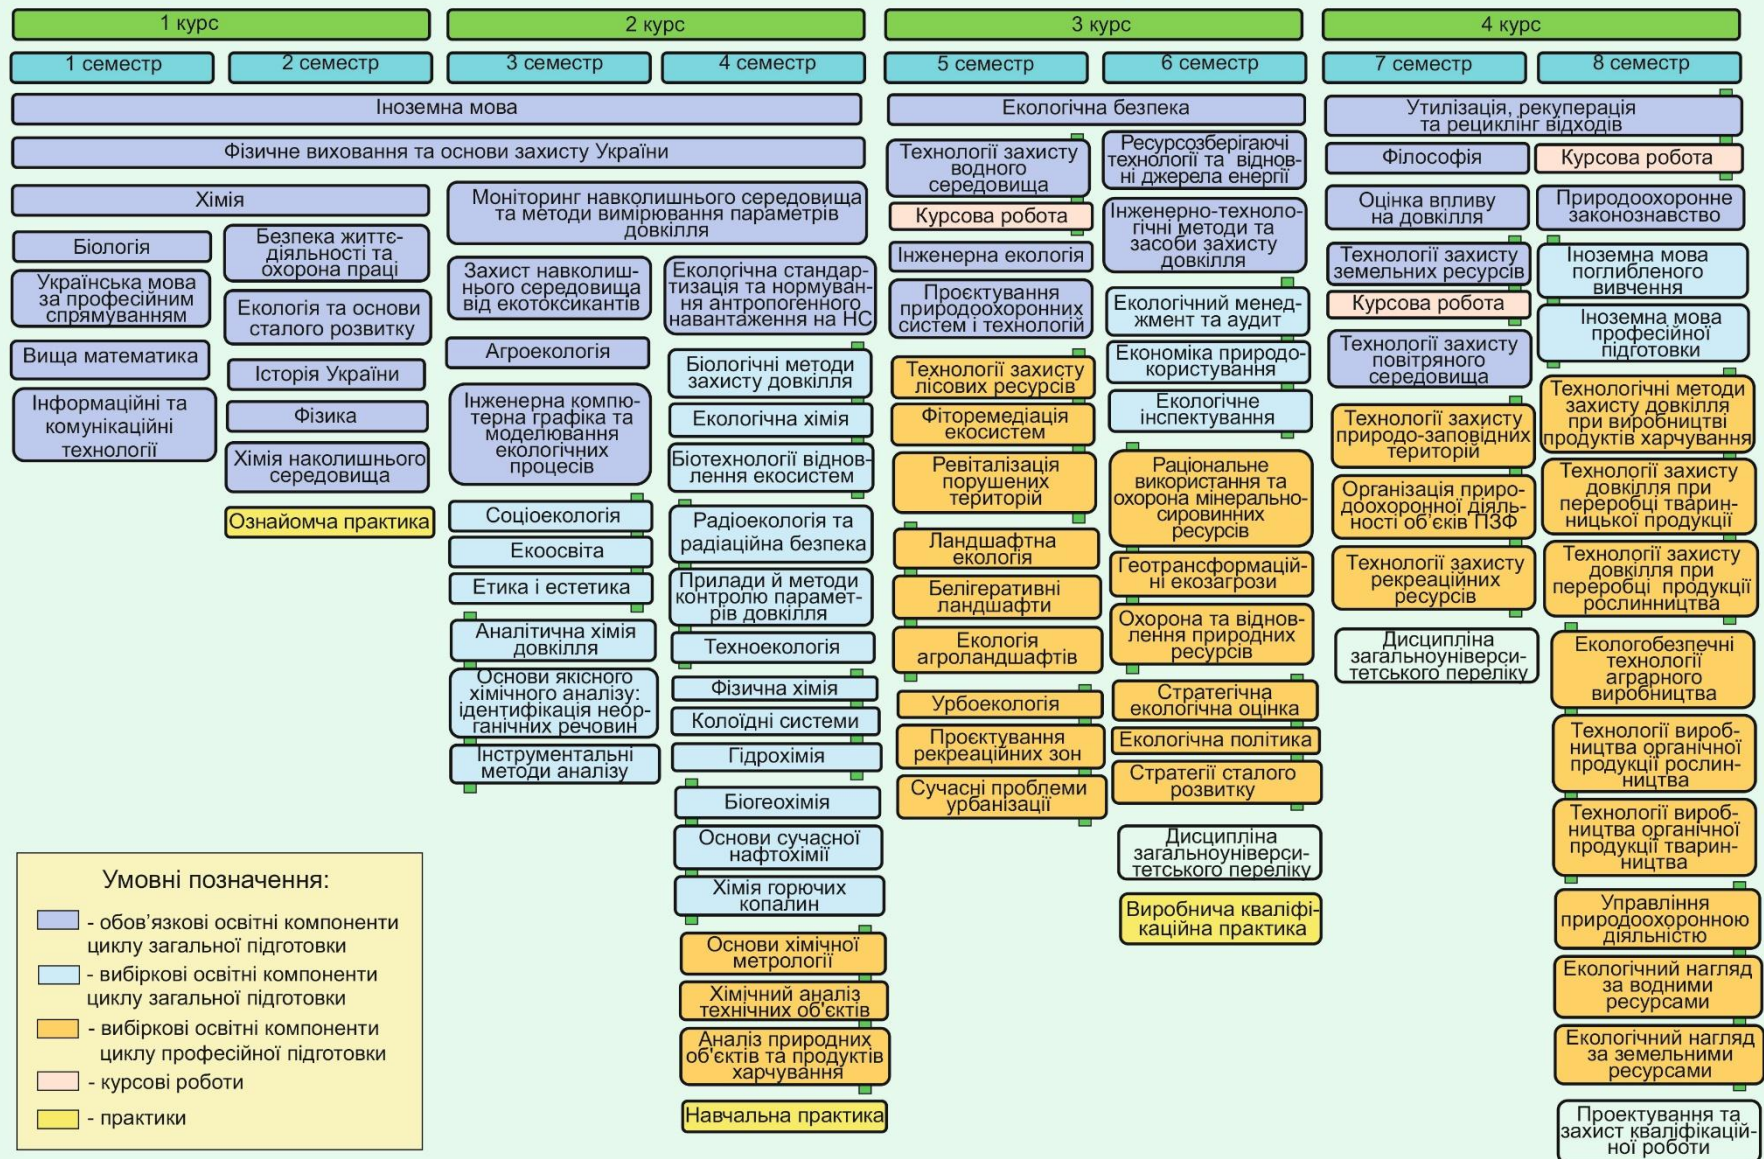 1 курс
2 курс
3 курс
4 курс
1 семестр
2 семестр
3 семестр
4 семестр
5 семестр
6 семестр
7 семестр
8 семестр
Іноземна мова
Фізичне виховання та основи захисту України
Хімія
Біологія
Українська мова
за професійним
спрямуванням
Вища математика
Інформаційні та
комунікаційні
технології
Безпека життє-
діяльності та
охорона праці
Екологія та основи
сталого розвитку
Історія України
Фізика
Хімія наколишнього
середовища
Ознайомча практика
Моніторинг навколишнього середовища
та методи вимірювання параметрів
довкілля
Захист навколиш-
нього середовища
від екотоксикантів
Агроекологія
Інженерна компю-
терна графіка та
моделювання
екологічних
процесів
Соціоекологія
Екоосвіта
Етика і естетика
Аналітична хімія
довкілля
Основи якісного
хімічного аналізу:
ідентифікація неор-
ганічних речовин
Інструментальні
методи аналізу
Екологічна стандар-
тизація та нормуван-
ня антропогенного
навантаження на НС
Біологічні методи
захисту довкілля
Екологічна хімія
Біотехнології віднов-
лення екосистем
Радіоекологія та
радіаційна безпека
Прилади й методи
контролю парамет-
рів довкілля
Техноекологія
Фізична хімія
Колоїдні системи
Гідрохімія
Біогеохімія
Основи сучасної
нафтохімії
Хімія горючих
копалин
Основи хімічної
метрології
Хімічний аналіз
технічних об'єктів
Аналіз природних
об'єктів та продуктів
харчування
Навчальна практика
Екологічна безпека
Технології захисту
водного
середовища
Курсова робота
Інженерна екологія
Проєктування
природоохоронних
систем і технологій
Технології захисту
лісових ресурсів
Фіторемедіація
екосистем
Ревіталізація
порушених
територій
Ландшафтна
екологія
Белігеративні
ландшафти
Екологія
агроландшафтів
Урбоекологія
Проєктування
рекреаційних зон
Сучасні проблеми
урбанізації
Ресурсозберігаючі
технології та віднов-
ні джерела енергії
Інженерно-техноло-
гічні методи та
засоби захисту
довкілля
Екологічний менед-
жмент та аудит
Економіка природо-
користування
Екологічне
інспектування
Раціональне
використання та
охорона мінерально-
сировинних
ресурсів
Геотрансформацій-
ні екозагрози
Охорона та віднов-
лення природних
ресурсів
Стратегічна
екологічна оцінка
Екологічна політика
Стратегії сталого
розвитку
Дисципліна
загальноуніверси-
тетського переліку
Виробнича кваліфі-
каційна практика
Утилізація, рекуперація
та рециклінг відходів
Філософія
Оцінка впливу
на довкілля
Технології захисту
земельних ресурсів
Курсова робота
Технології захисту
повітряного
середовища
Технології захисту
природо-заповідних
територій
Організація приро-
доохоронної діяль-
ності об'єків ПЗФ
Технології захисту
рекреаційних
ресурсів
Дисципліна
загальноуніверси-
тетського переліку
Курсова робота
Природоохоронне
законознавство
Іноземна мова
поглибленого
вивчення
Іноземна мова
професійної
підготовки
Технологічні методи
захисту довкілля
при виробництві
продуктів харчування
Технології захисту
довкілля при
переробці тварин-
ницької продукції
Технології захисту
довкілля при
переробці продукції
рослинництва
Екологобезпечні
технології
аграрного
виробництва
Технології вироб-
ництва органічної
продукції рослин-
ництва
Технології вироб-
ництва органічної
продукції тварин-
ництва
Управління
природоохоронною
діяльністю
Екологічний нагляд
за водними
ресурсами
Екологічний нагляд
за земельними
ресурсами
Проектування та
захист кваліфікацій-
ної роботи
Умовні позначення:
- обов'язкові освітні компоненти
циклу загальної підготовки
- вибіркові освітні компоненти
циклу загальної підготовки
- вибіркові освітні компоненти
циклу професійної підготовки
- курсові роботи
- практики